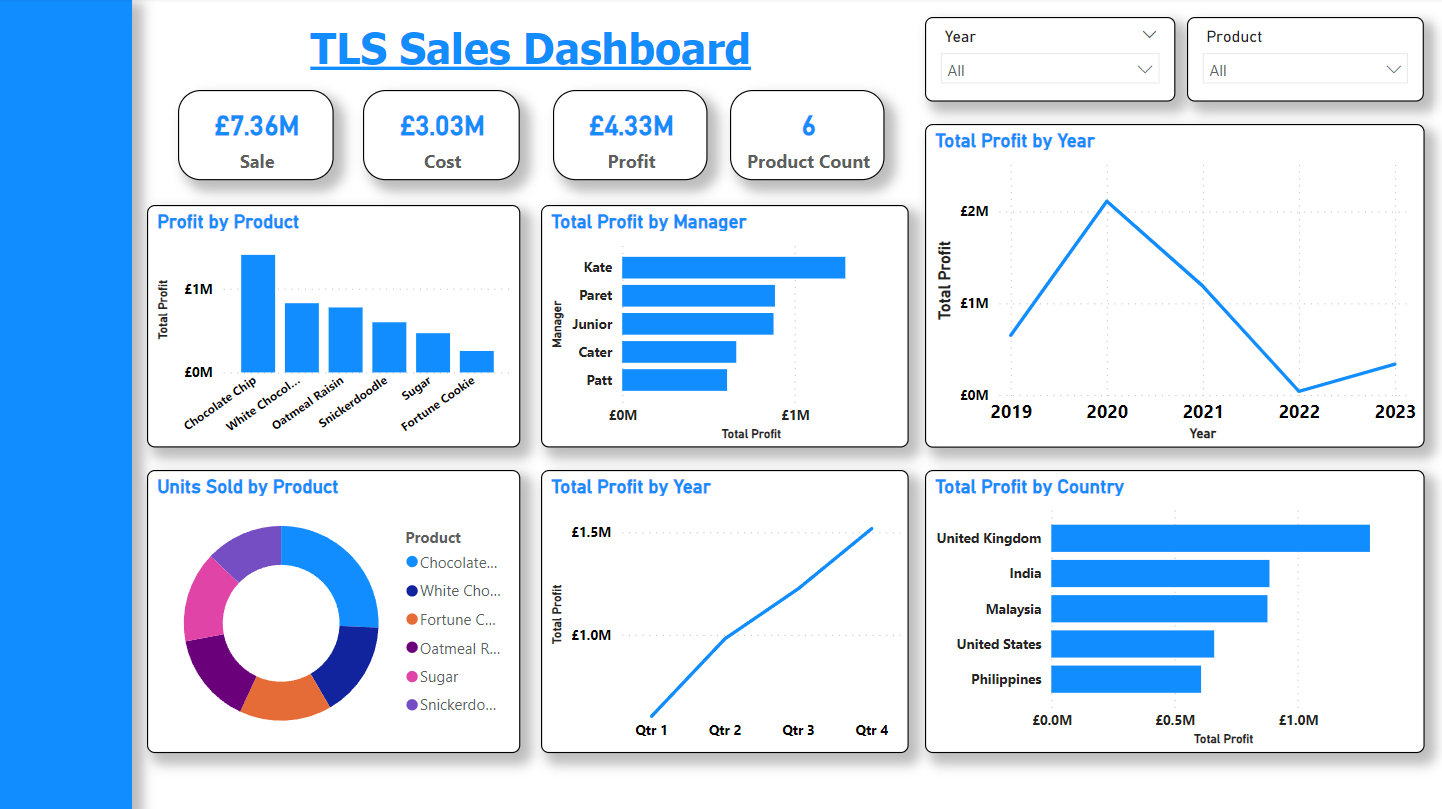 TLS Sales Dashboard
Year
All
Product
All
£7.36M
Sale
£3.03M
Cost
£4.33M
Profit
6
Product Count
Profit by Product
Total Profit
£1M
£0M
Chocolate Chip
White Chocol...
Oatmeal Raisin
Snickerdoodle
Sugar
Fortune Cookie
Total Profit by Manager
Manager
Kate
Paret
Junior
Cater
Patt
£0M
£1M
Total Profit
Total Profit by Year
Total Profit
£2M
£1M
£0M
2019
2020
2021
2022
2023
Year
Units Sold by Product
Product
Chocolate...
White Cho...
Fortune C...
Oatmeal R...
Sugar
Snickerdo...
Total Profit by Year
Total Profit
£1.5M
£1.0M
Qtr 1
Qtr 2
Qtr 3
Qtr 4
Total Profit by Country
United Kingdom
India
Malaysia
United States
Philippines
£0.0M
£0.5M
£1.0M
Total Profit